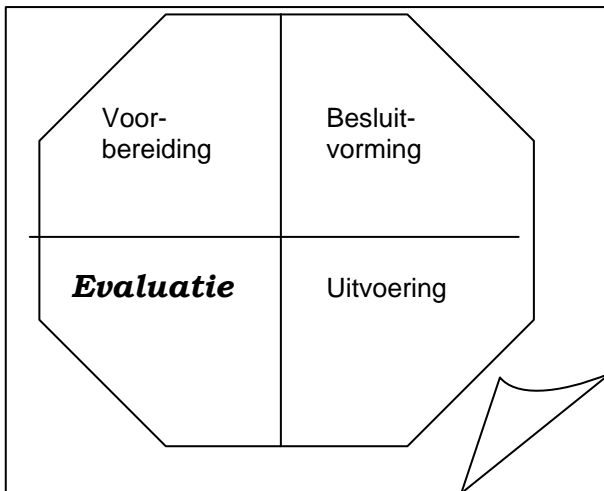 Voor-
bereiding
Besluit-
vorming
Evaluatie
Uitvoering